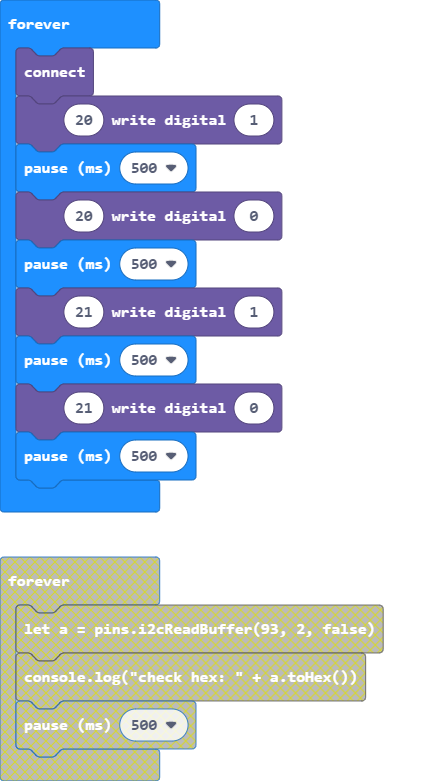 forever
connect
20 write digital 1
pause (ms) 500
20 write digital 0
pause (ms) 500
21 write digital 1
pause (ms) 500
21 write digital 0
pause (ms) 500
forever
let a = pins.i2cReadBuffer(93, 2, false)
console.log("check hex: " + a.toHex())
pause (ms) 500